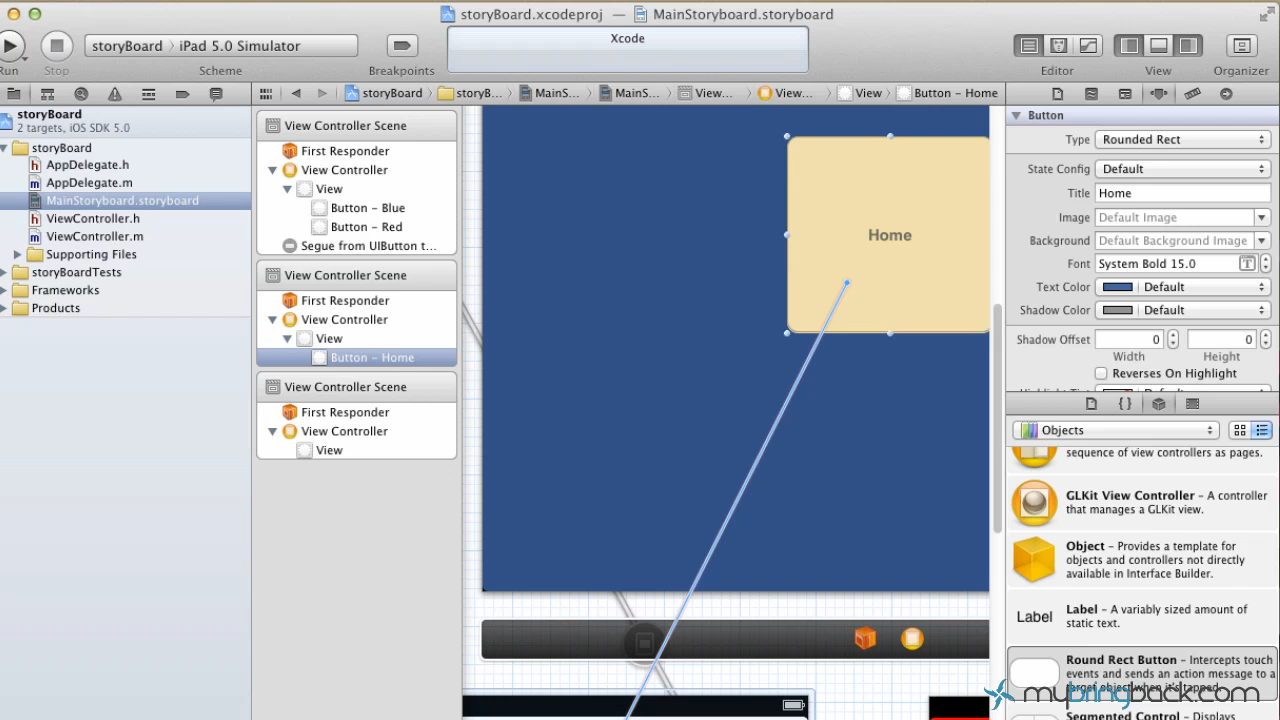 storyBoard.xcodeproj — MainStoryboard.storyboard
storyBoard › iPad 5.0 Simulator
Xcode
Run
Stop
Scheme
Breakpoints
Editor
View
Organizer
storyBoard
storyB...
MainS...
MainS...
View...
View...
View
Button – Home
storyBoard
2 targets, iOS SDK 5.0
storyBoard
AppDelegate.h
AppDelegate.m
MainStoryboard.storyboard
ViewController.h
ViewController.m
Supporting Files
storyBoardTests
Frameworks
Products
View Controller Scene
First Responder
View Controller
View
Button – Blue
Button – Red
Segue from UIButton t...
View Controller Scene
First Responder
View Controller
View
Button – Home
View Controller Scene
First Responder
View Controller
View
Home
Button
Type Rounded Rect
State Config Default
Title Home
Image Default Image
Background Default Background Image
Font System Bold 15.0
Text Color Default
Shadow Color Default
Shadow Offset 0 0
Width Height
Reverses On Highlight
Objects
sequence of view controllers as pages.
GLKit View Controller – A controller
that manages a GLKit view.
Object – Provides a template for
objects and controllers not directly
available in Interface Builder.
Label
Label – A variably sized amount of
static text.
Round Rect Button – Intercepts touch
events and sends an action message to a
target object when it's tapped.
mybringback.com
Segmented Control – Displays